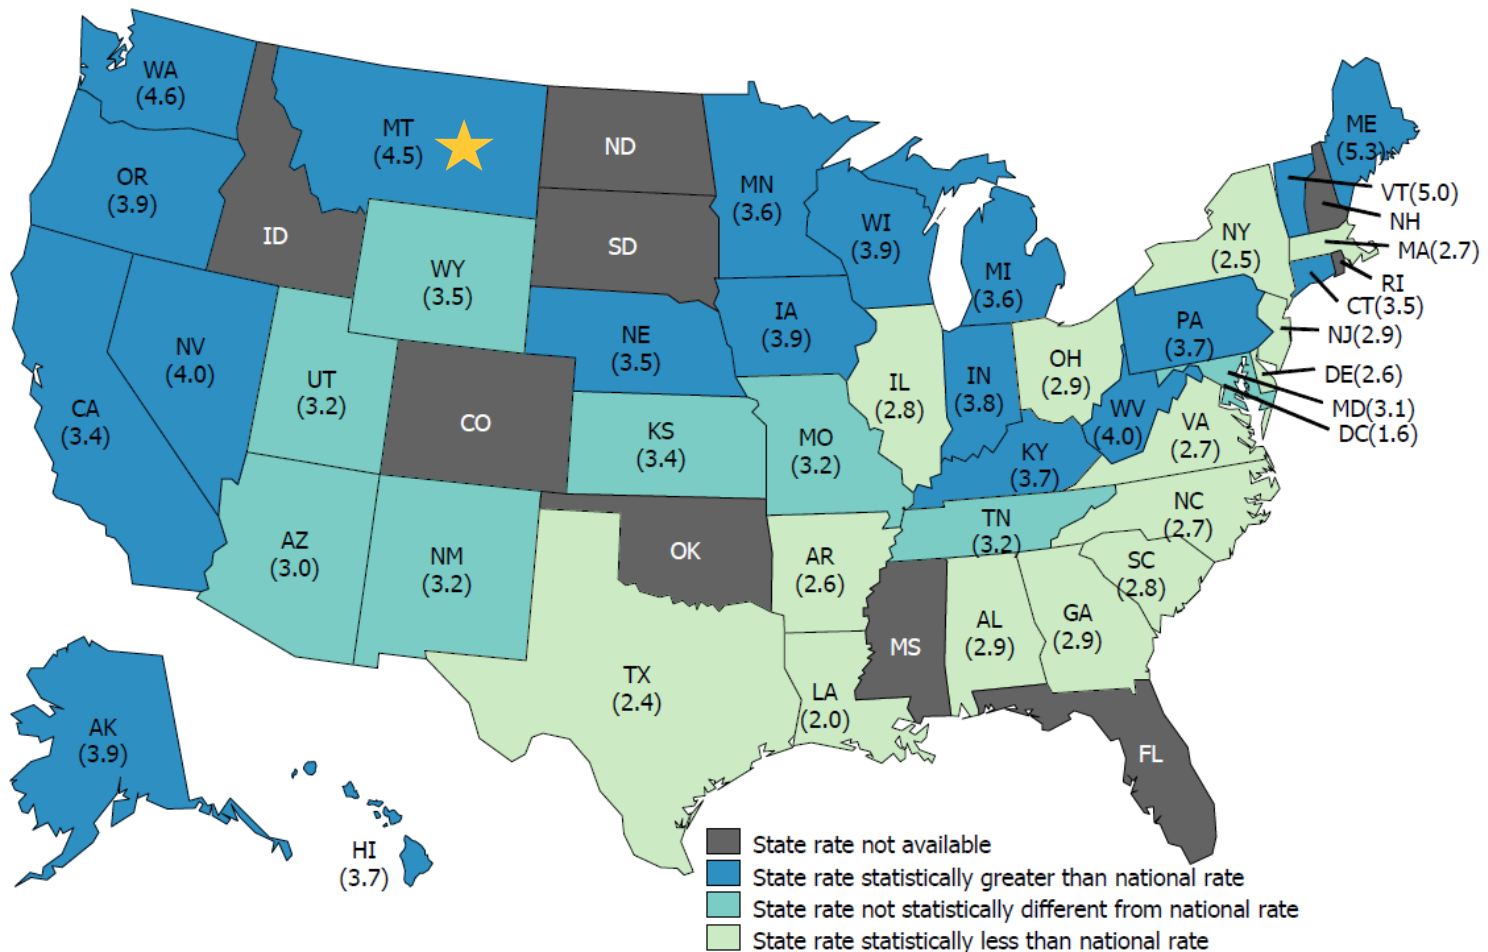 WA
(4.6)
MT
(4.5)
ND
OR
(3.9)
ID
MN
(3.6)
WI
(3.9)
SD
WY
(3.5)
MI
(3.6)
NY
(2.5)
ME
(5.3)
VT(5.0)
NH
MA(2.7)
RI
CT(3.5)
NJ(2.9)
DE(2.6)
MD(3.1)
DC(1.6)
NV
(4.0)
UT
(3.2)
CA
(3.4)
CO
NE
(3.5)
IA
(3.9)
IL
(2.8)
IN
(3.8)
OH
(2.9)
PA
(3.7)
WV
(4.0)
VA
(2.7)
KS
(3.4)
MO
(3.2)
KY
(3.7)
NC
(2.7)
TN
(3.2)
SC
(2.8)
AZ
(3.0)
NM
(3.2)
OK
AR
(2.6)
MS
AL
(2.9)
GA
(2.9)
TX
(2.4)
LA
(2.0)
FL
AK
(3.9)
HI
(3.7)
State rate not available
State rate statistically greater than national rate
State rate not statistically different from national rate
State rate statistically less than national rate